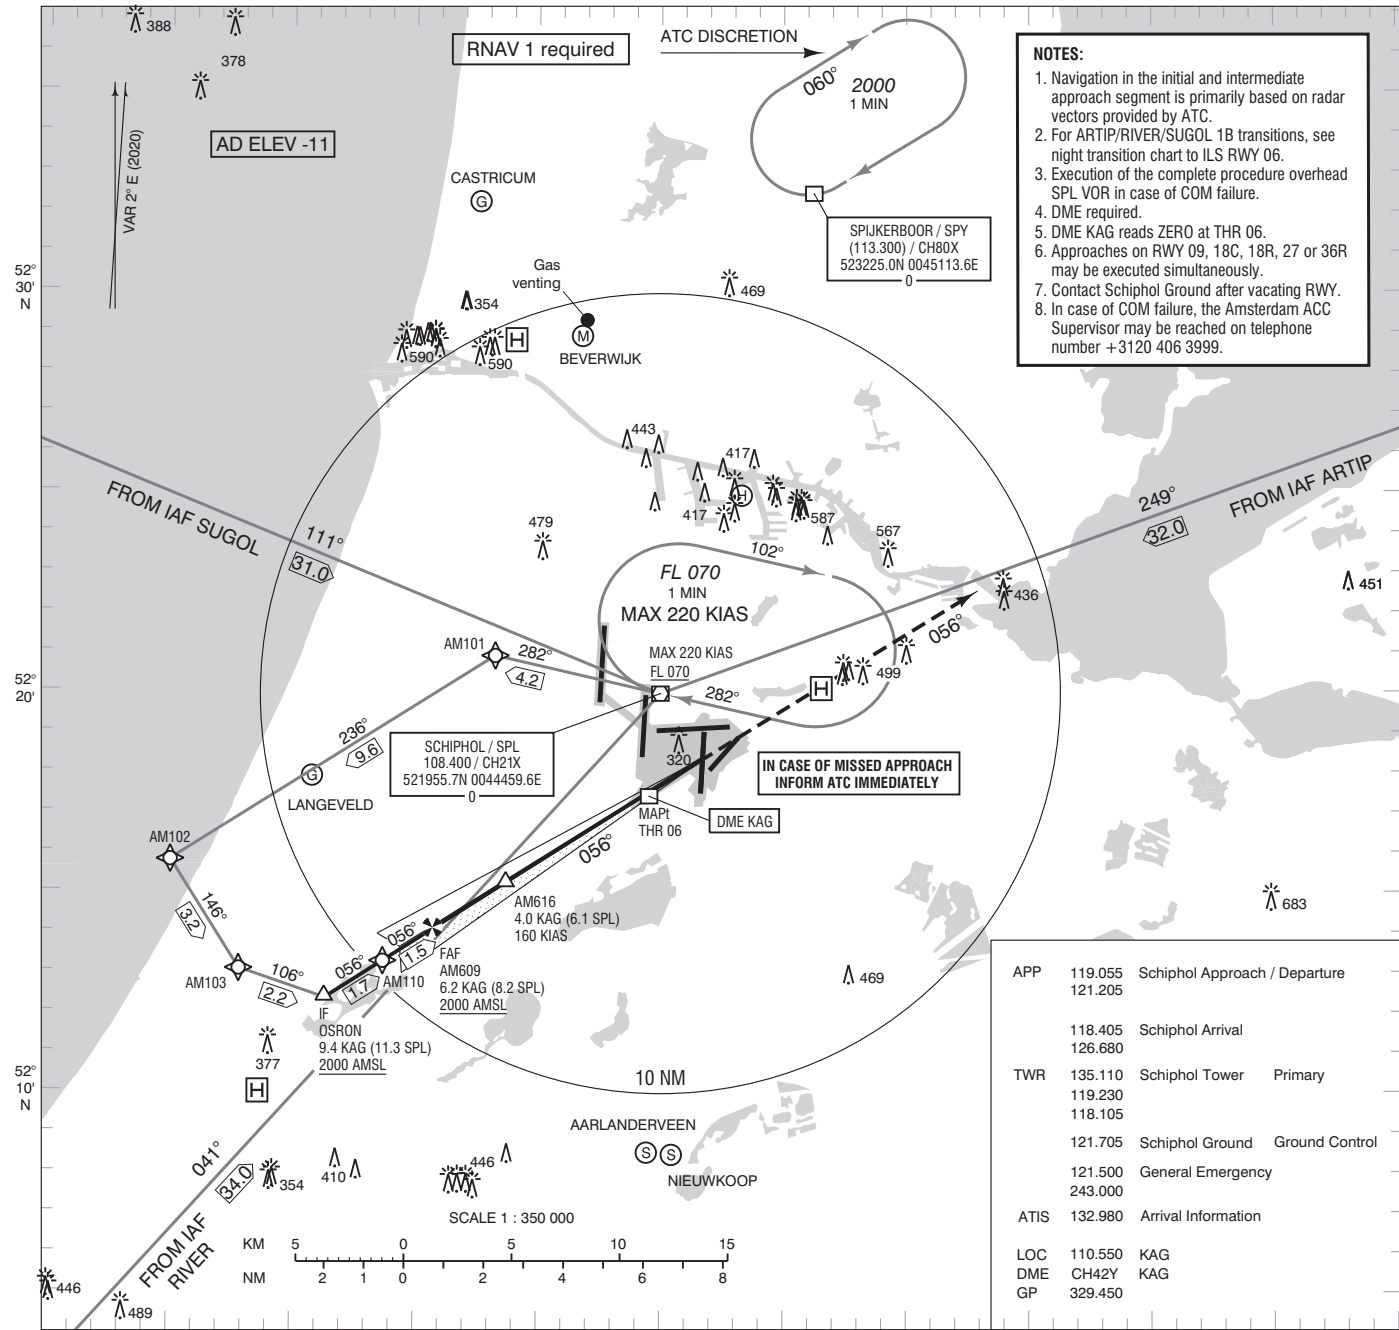 388
378
RNAV 1 required
ATC DISCRETION
060°
2000
1 MIN
NOTES:
1. Navigation in the initial and intermediate
approach segment is primarily based on radar
vectors provided by ATC.
2. For ARTIP/RIVER/SUGOL 1B transitions, see
night transition chart to ILS RWY 06.
3. Execution of the complete procedure overhead
SPL VOR in case of COM failure.
4. DME required.
5. DME KAG reads ZERO at THR 06.
6. Approaches on RWY 09, 18C, 18R, 27 or 36R
may be executed simultaneously.
7. Contact Schiphol Ground after vacating RWY.
8. In case of COM failure, the Amsterdam ACC
Supervisor may be reached on telephone
number +3120 406 3999.
VAR 2° E (2020)
AD ELEV -11
CASTRICUM
G
SPIJKERBOOR / SPY
(113.300) / CH80X
523225.0N 0045113.6E
0
52°
30'
N
Gas
venting
354
469
M
BEVERWIJK
H
590
590
443
417
H
417
587
567
479
FROM IAF SUGOL
111°
31.0
249°
32.0
FROM IAF ARTIP
102°
FL 070
1 MIN
MAX 220 KIAS
436
451
056°
AM101
282°
4.2
MAX 220 KIAS
FL 070
282°
H
499
52°
20'
236°
9.6
SCHIPHOL / SPL
108.400 / CH21X
521955.7N 0044459.6E
0
320
IN CASE OF MISSED APPROACH
INFORM ATC IMMEDIATELY
G
LANGEVELD
MAPt
THR 06
DME KAG
AM102
056°
146°
3.2
AM616
4.0 KAG (6.1 SPL)
160 KIAS
683
056°
1.5
FAF
AM609
6.2 KAG (8.2 SPL)
2000 AMSL
AM103
106°
2.2
056°
1.7
AM110
469
IF
OSRON
9.4 KAG (11.3 SPL)
2000 AMSL
377
H
10 NM
52°
10'
N
AARLANDERVEEN
S
S
NIEUWKOOP
041°
34.0
354
410
446
FROM IAF
RIVER
446
489
SCALE 1 : 350 000
KM 5 0 5 10 15
NM 2 1 0 2 4 6 8
APP 119.055 Schiphol Approach / Departure
121.205
118.405 Schiphol Arrival
126.680
TWR 135.110 Schiphol Tower Primary
119.230
118.105
121.705 Schiphol Ground Ground Control
121.500 General Emergency
243.000
ATIS 132.980 Arrival Information
LOC 110.550 KAG
DME CH42Y KAG
GP 329.450